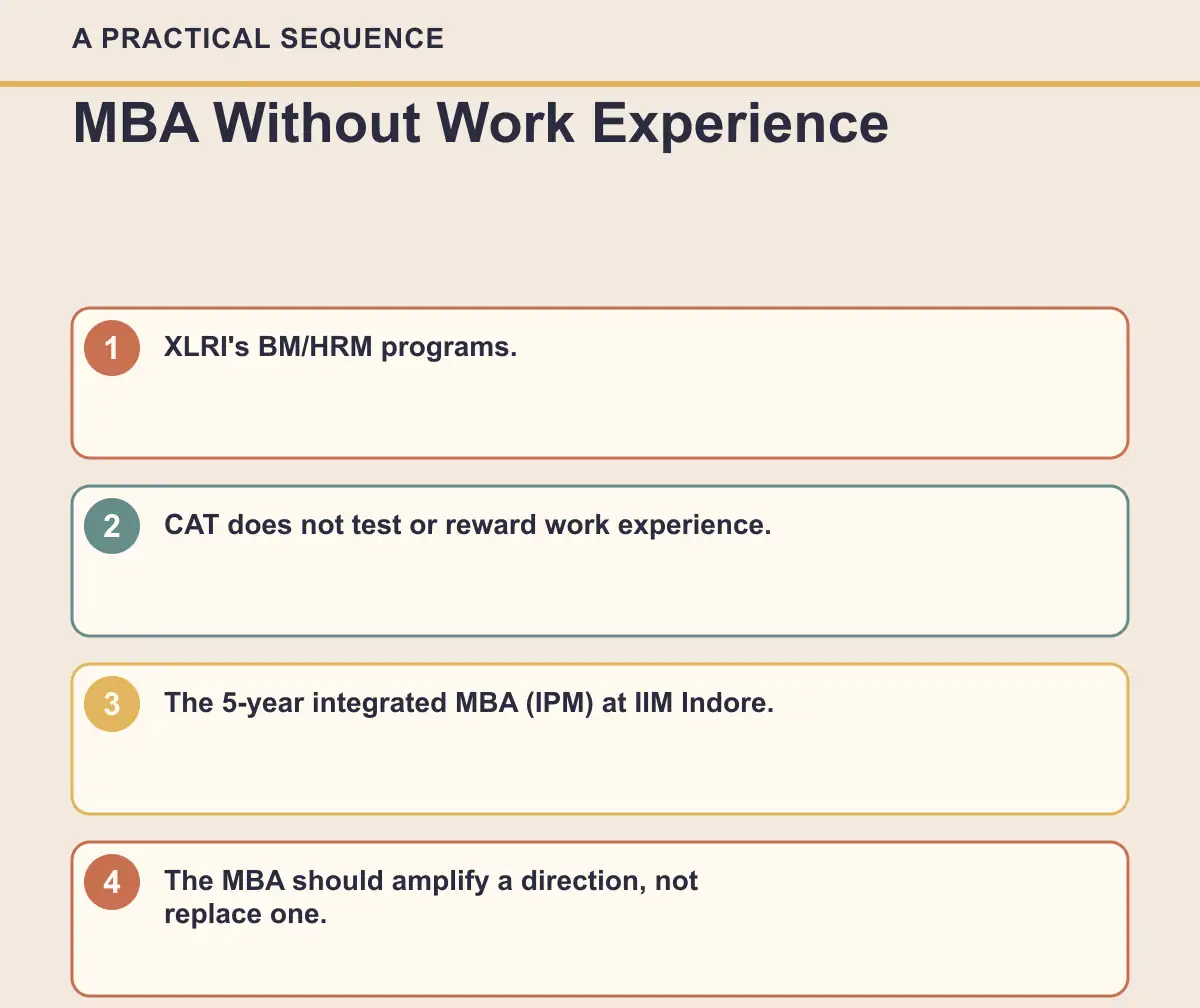 A PRACTICAL SEQUENCE
MBA Without Work Experience
1
XLRI's BM/HRM programs.
2
CAT does not test or reward work experience.
3
The 5-year integrated MBA (IPM) at IIM Indore.
4
The MBA should amplify a direction, not
replace one.